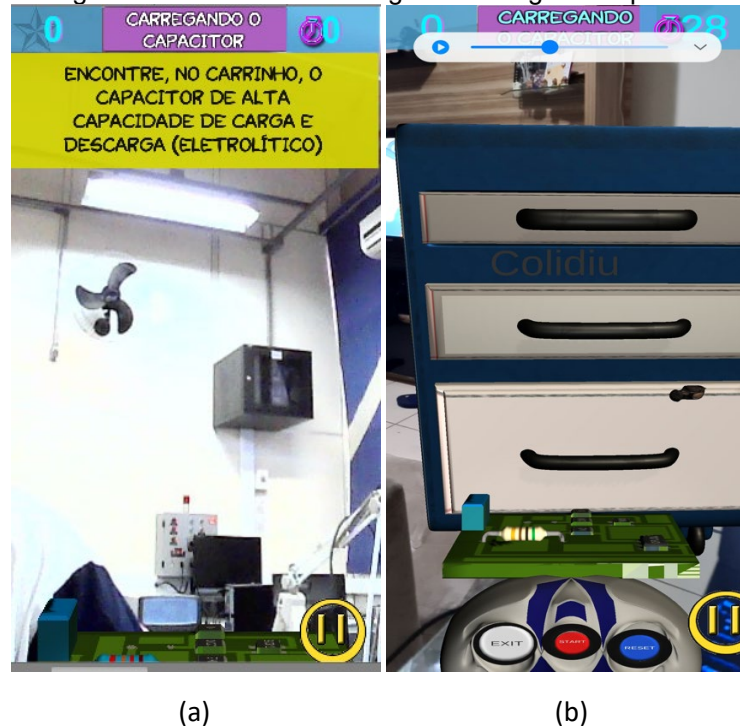 0
CARREGANDO O
CAPACITOR
0
ENCONTRE, NO CARRINHO, O
CAPACITOR DE ALTA
CAPACIDADE DE CARGA E
DESCARGA (ELETROLÍTICO)
0
CARREGANDO
O CAPACITOR
28
Colidiu
EXIT
START
RESET
(a)
(b)